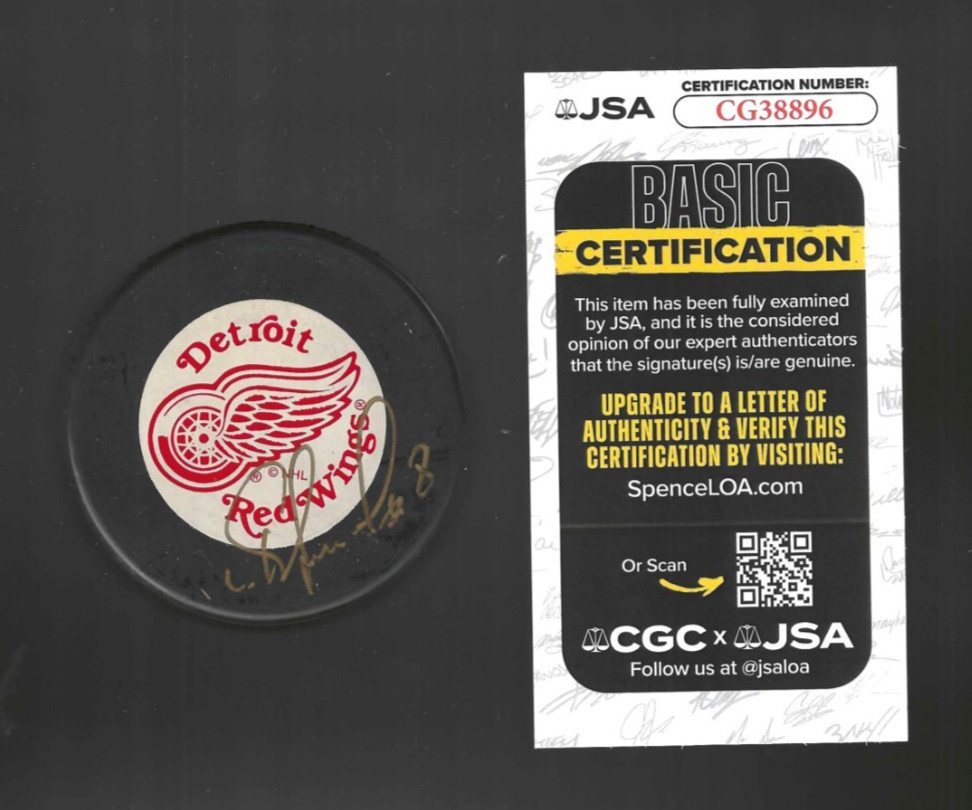 Detroit
Red Wings®
® © NHL
#8
JSA
CERTIFICATION NUMBER:
CG38896
BASIC
CERTIFICATION
This item has been fully examined
by JSA, and it is the considered
opinion of our expert authenticators
that the signature(s) is/are genuine.
UPGRADE TO A LETTER OF
AUTHENTICITY & VERIFY THIS
CERTIFICATION BY VISITING:
SpenceLOA.com
Or Scan
CGC x JSA
Follow us at @jsaloa